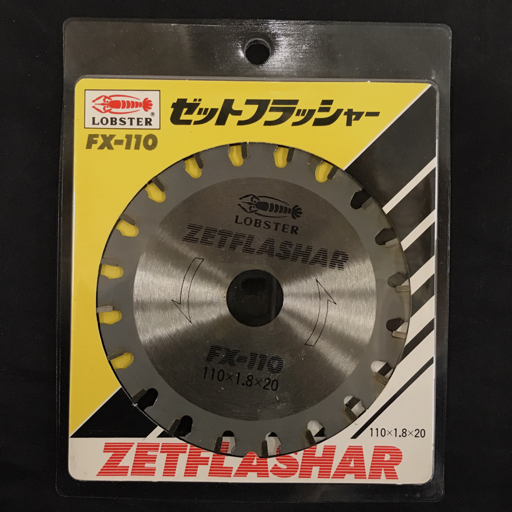 LOBSTER®
ゼットフラッシャー
FX-110
LOBSTER
ZETFLASHAR
FX-110
110×1.8×20
110×1.8×20
ZETFLASHAR